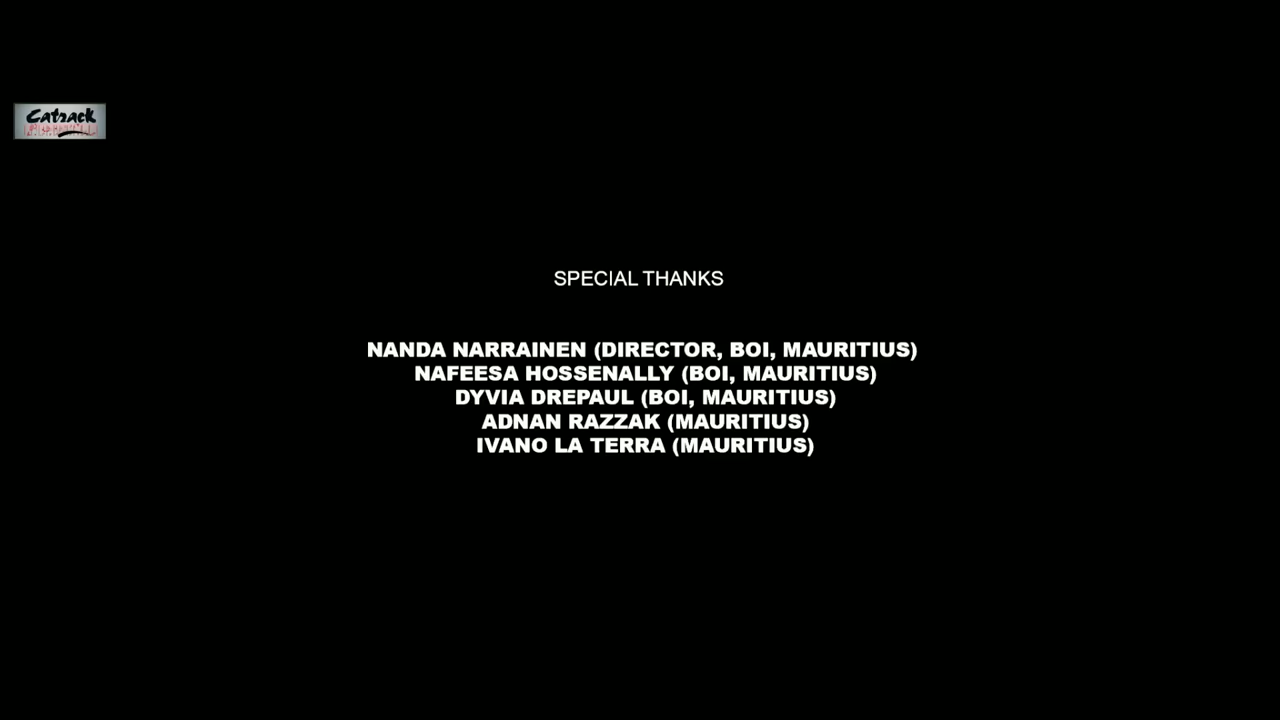 Catrack
SPECIAL THANKS
NANDA NARRAINEN (DIRECTOR, BOI, MAURITIUS)
NAFEESA HOSSENALLY (BOI, MAURITIUS)
DYVIA DREPAUL (BOI, MAURITIUS)
ADNAN RAZZAK (MAURITIUS)
IVANO LA TERRA (MAURITIUS)